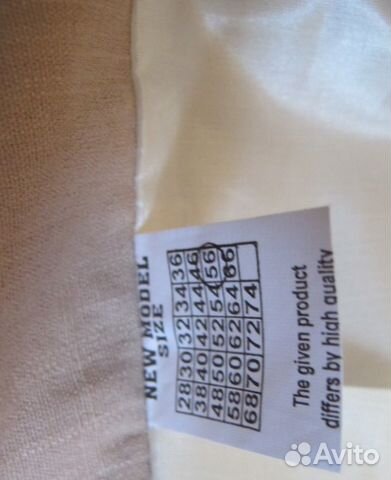 NEW MODEL
SIZE
28 30 32 34 36
38 40 42 44 46
48 50 52 54 56
58 60 62 64 66
68 70 72 74
The given product
differs by high quality
Avito